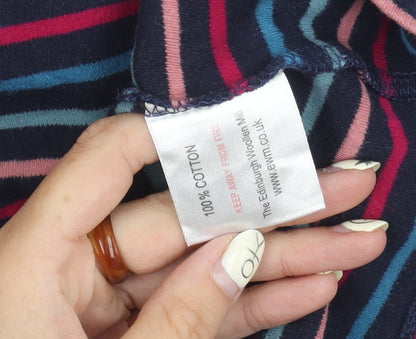 100% COTTON
KEEP AWAY FROM FIRE
The Edinburgh Woollen Mill
www.ewm.co.uk